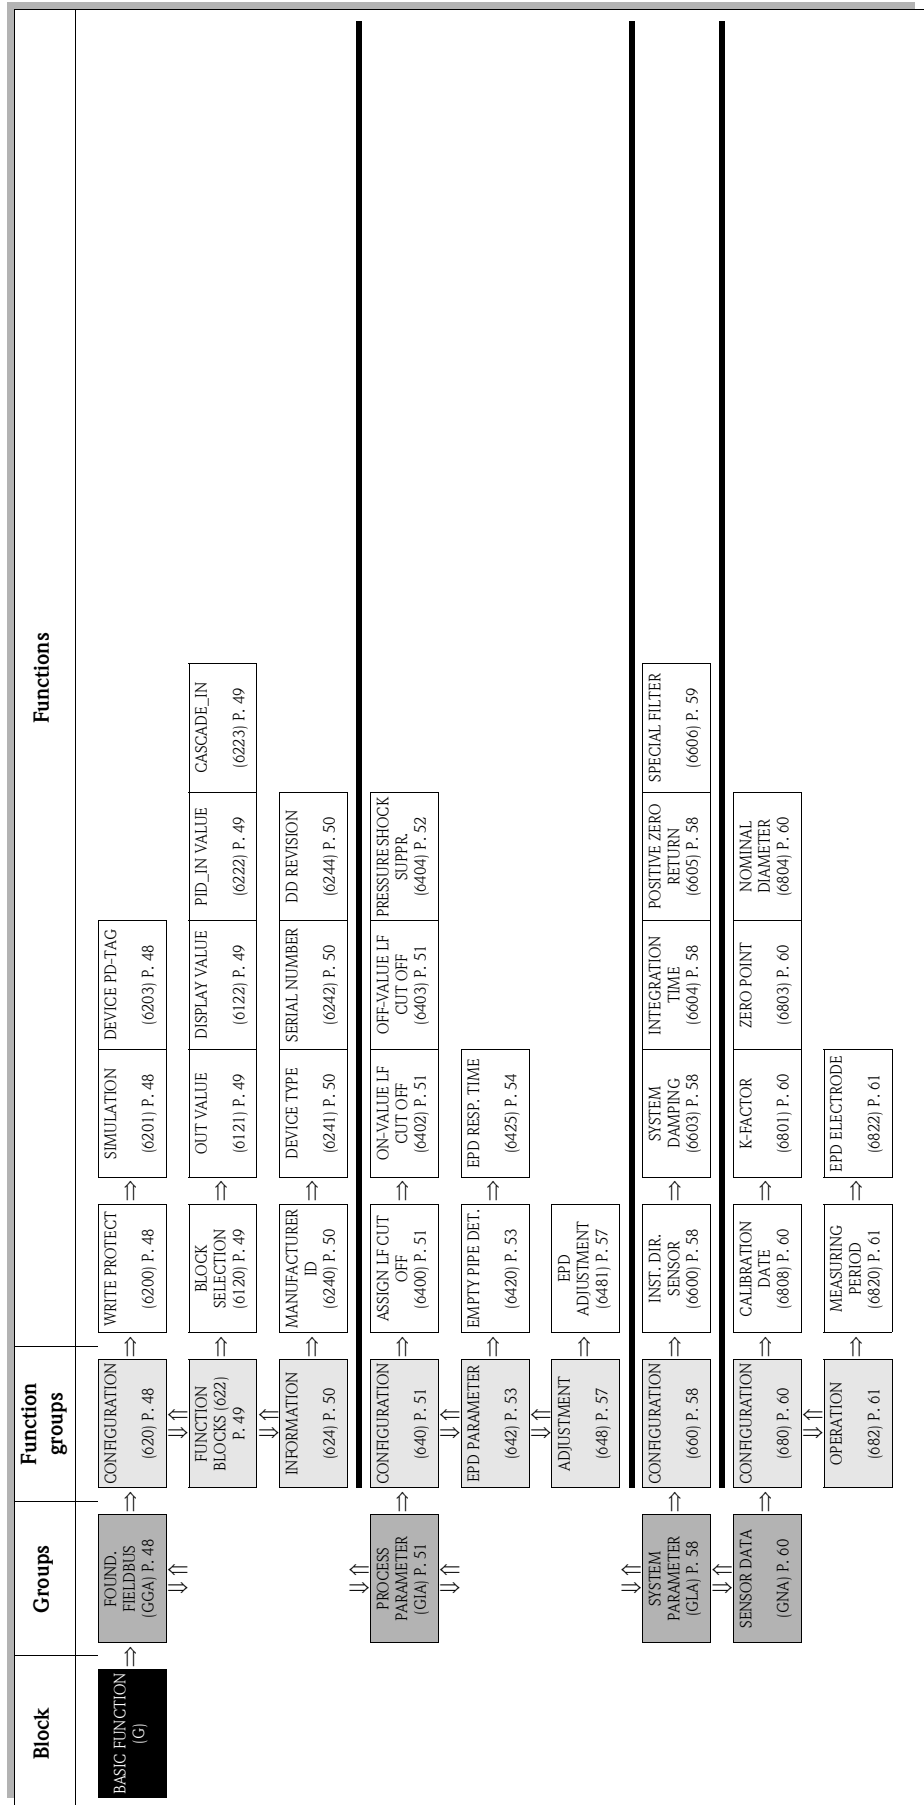 Block
Groups
Function
groups
Functions
BASIC FUNCTION
(G)
⇒
FOUND.
FIELDBUS
(GGA) P. 48
⇒
CONFIGURATION
(620) P. 48
⇒
WRITE PROTECT
(6200) P. 48
⇒
SIMULATION
(6201) P. 48
DEVICE PD-TAG
(6203) P. 48
FUNCTION
BLOCKS (622)
P. 49
⇒
BLOCK
SELECTION
(6120) P. 49
⇒
OUT VALUE
(6121) P. 49
DISPLAY VALUE
(6122) P. 49
PID_IN VALUE
(6222) P. 49
CASCADE_IN
(6223) P. 49
INFORMATION
(624) P. 50
⇒
MANUFACTURER
ID
(6240) P. 50
⇒
DEVICE TYPE
(6241) P. 50
SERIAL NUMBER
(6242) P. 50
DD REVISION
(6244) P. 50
PROCESS
PARAMETER
(GIA) P. 51
⇒
CONFIGURATION
(640) P. 51
⇒
ASSIGN LF CUT
OFF
(6400) P. 51
⇒
ON-VALUE LF
CUT OFF
(6402) P. 51
OFF-VALUE LF
CUT OFF
(6403) P. 51
PRESSURE SHOCK
SUPPR.
(6404) P. 52
EPD PARAMETER
(642) P. 53
⇒
EMPTY PIPE DET.
(6420) P. 53
⇒
EPD RESP. TIME
(6425) P. 54
ADJUSTMENT
(648) P. 57
⇒
EPD
ADJUSTMENT
(6481) P. 57
SYSTEM
PARAMETER
(GLA) P. 58
⇒
CONFIGURATION
(660) P. 58
⇒
INST. DIR.
SENSOR
(6600) P. 58
⇒
SYSTEM
DAMPING
(6603) P. 58
INTEGRATION
TIME
(6604) P. 58
POSITIVE ZERO
RETURN
(6605) P. 58
SPECIAL FILTER
(6606) P. 59
SENSOR DATA
(GNA) P. 60
⇒
CONFIGURATION
(680) P. 60
⇒
CALIBRATION
DATE
(6808) P. 60
⇒
K-FACTOR
(6801) P. 60
ZERO POINT
(6803) P. 60
NOMINAL
DIAMETER
(6804) P. 60
OPERATION
(682) P. 61
⇒
MEASURING
PERIOD
(6820) P. 61
⇒
EPD ELECTRODE
(6822) P. 61